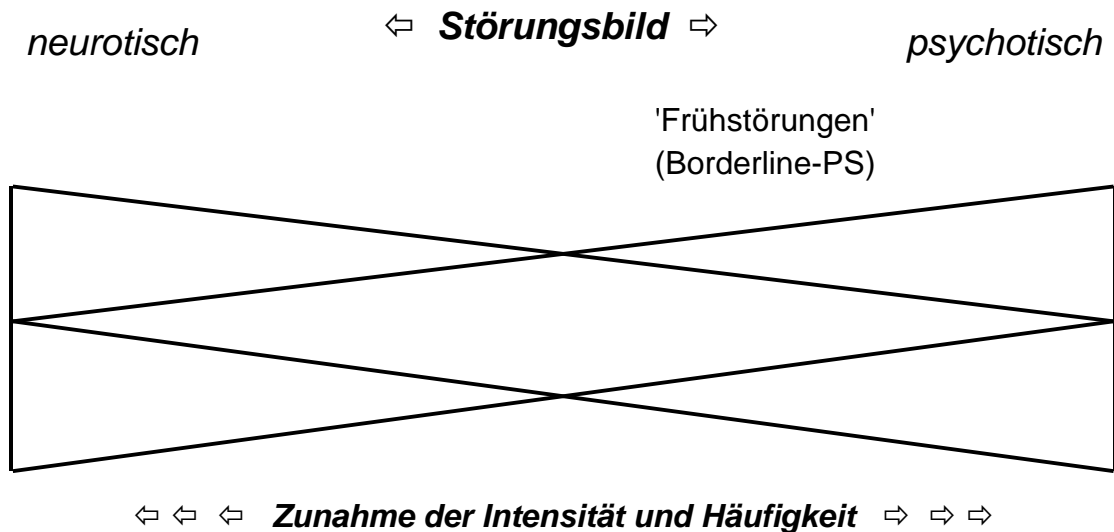 ⇦ Störungsbild ⇨
neurotisch psychotisch
'Frühstörungen'
(Borderline-PS)
⇦ ⇦ ⇦ Zunahme der Intensität und Häufigkeit ⇨ ⇨ ⇨